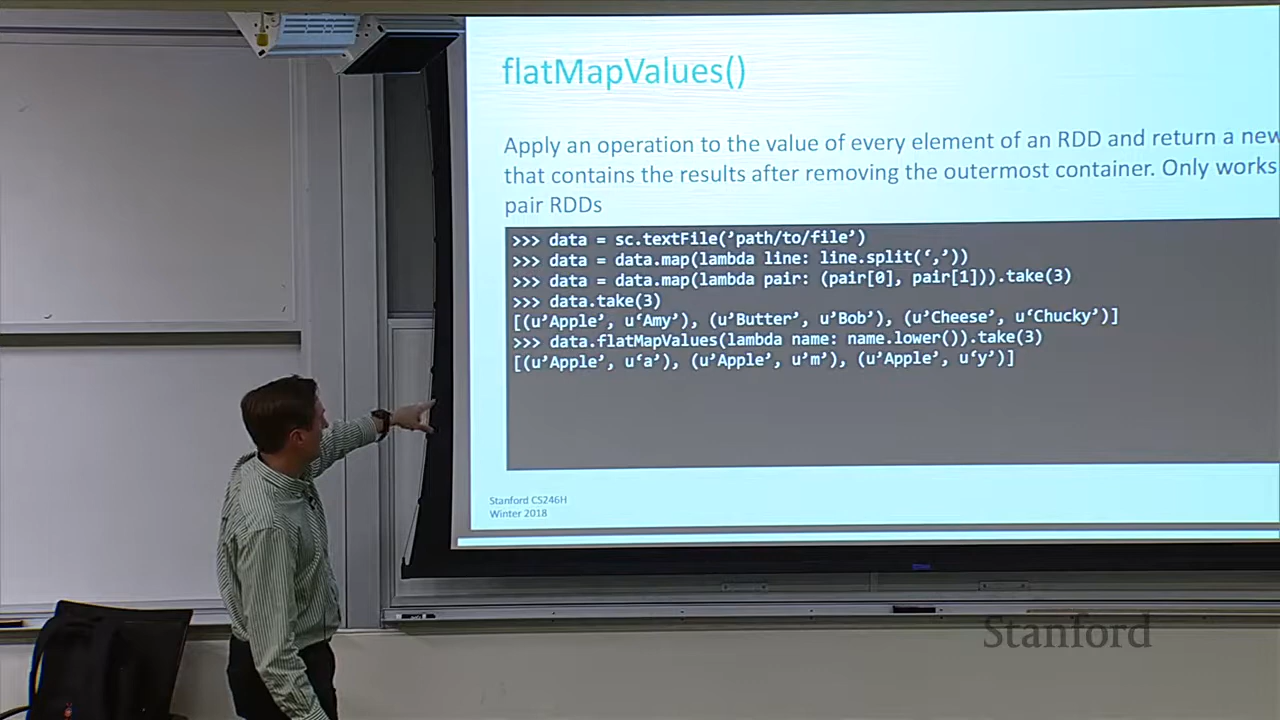 flatMapValues()
Apply an operation to the value of every element of an RDD and return a new
that contains the results after removing the outermost container. Only works
pair RDDs
>>> data = sc.textFile(’path/to/file’)
>>> data = data.map(lambda line: line.split(‘,’))
>>> data = data.map(lambda pair: (pair[0], pair[1])).take(3)
>>> data.take(3)
[(u’Apple’, u‘Amy’), (u’Butter’, u’Bob’), (u’Cheese’, u‘Chucky’)]
>>> data.flatMapValues(lambda name: name.lower()).take(3)
[(u’Apple’, u‘a’), (u’Apple’, u’m’), (u’Apple’, u‘y’)]
Stanford CS246H
Winter 2018
Stanford